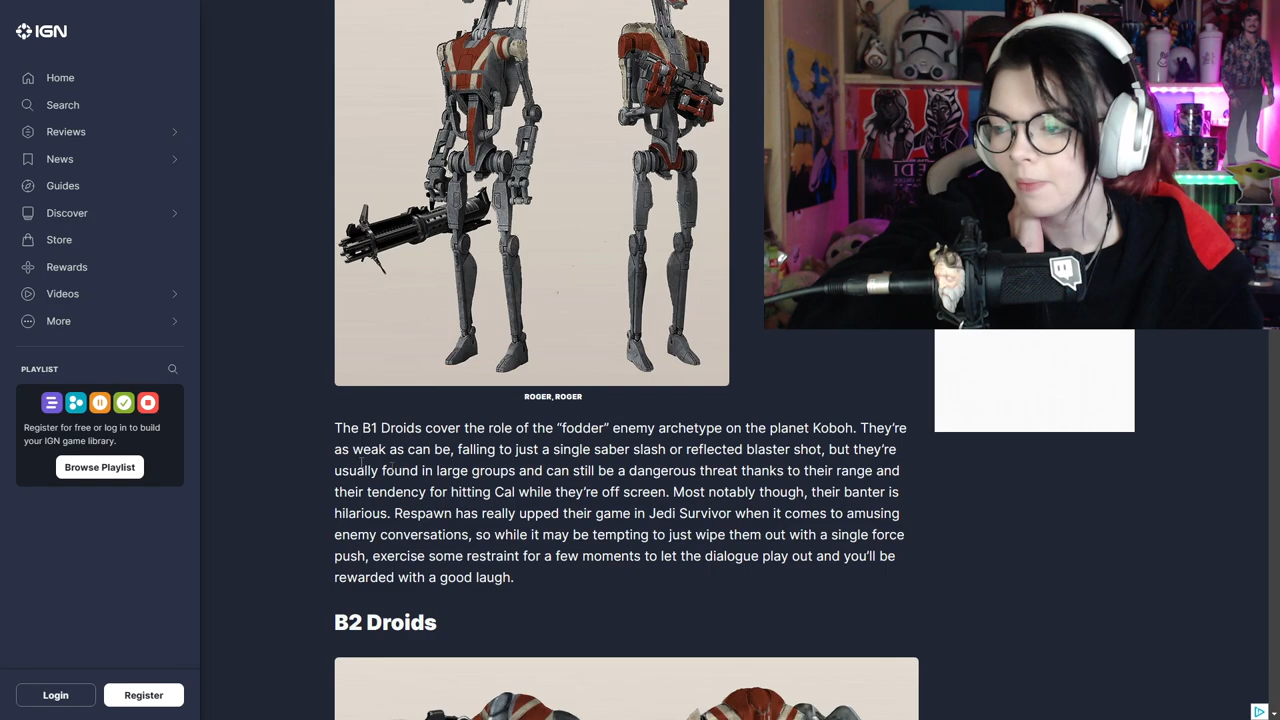 IGN
Home
Search
Reviews
News
Guides
Discover
Store
Rewards
Videos
More
PLAYLIST
Register for free or log in to build
your IGN game library.
Browse Playlist
Login
Register
ROGER, ROGER
The B1 Droids cover the role of the “fodder” enemy archetype on the planet Koboh. They’re
as weak as can be, falling to just a single saber slash or reflected blaster shot, but they’re
usually found in large groups and can still be a dangerous threat thanks to their range and
their tendency for hitting Cal while they’re off screen. Most notably though, their banter is
hilarious. Respawn has really upped their game in Jedi Survivor when it comes to amusing
enemy conversations, so while it may be tempting to just wipe them out with a single force
push, exercise some restraint for a few moments to let the dialogue play out and you’ll be
rewarded with a good laugh.
B2 Droids
JEDI